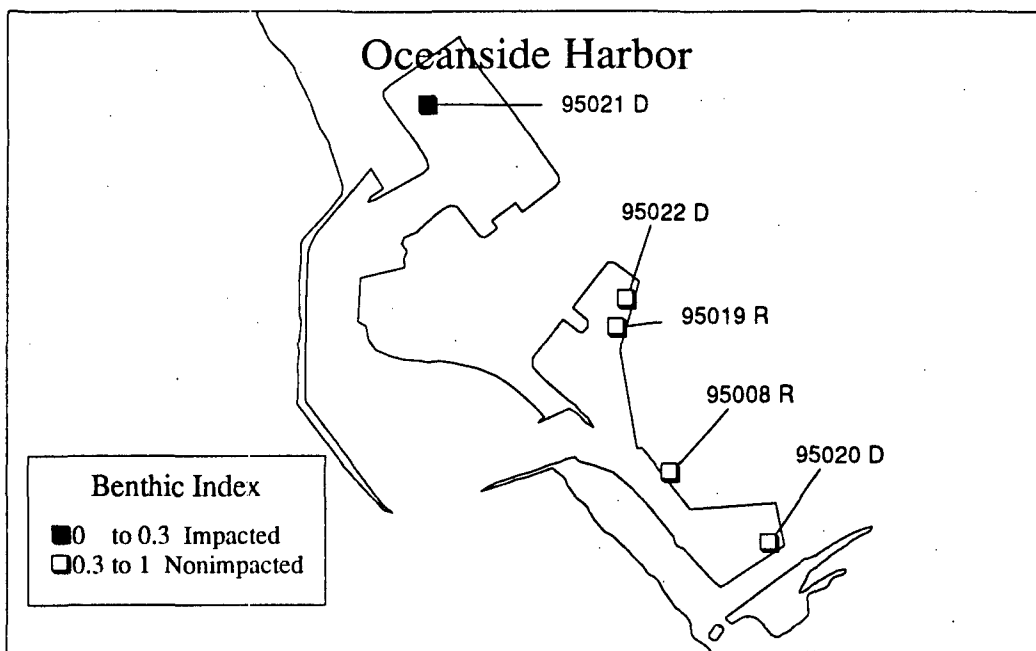 Oceanside Harbor
95021 D
95022 D
95019 R
95008 R
95020 D
Benthic Index
0 to 0.3 Impacted
0.3 to 1 Nonimpacted